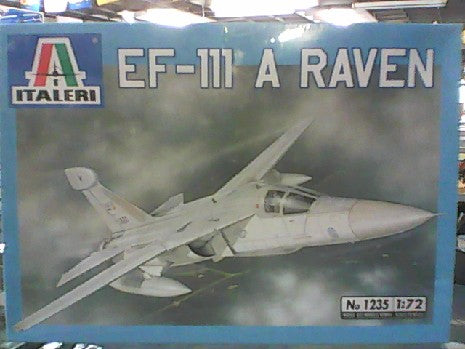 EF-111 A RAVEN
ITALERI
No 1235 1:72